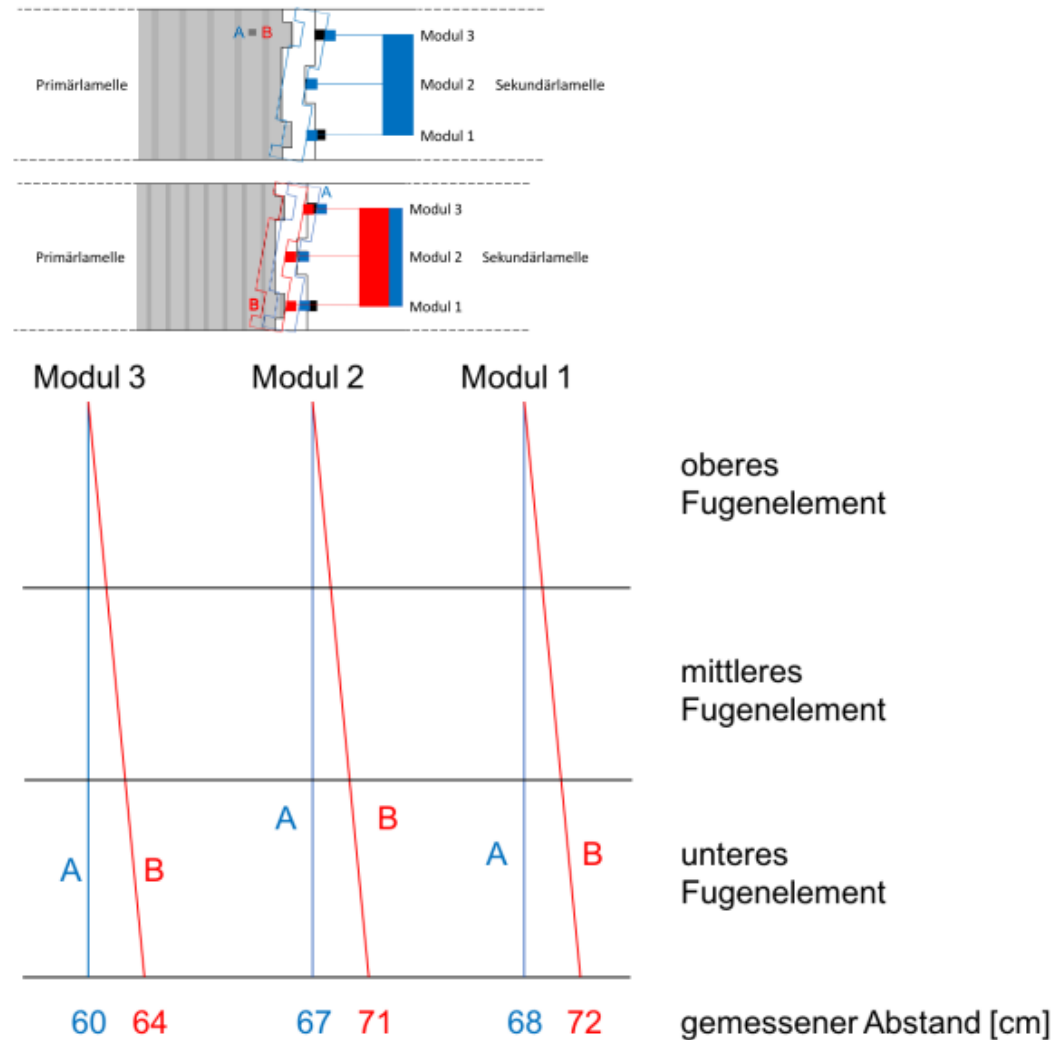 A = B
Modul 3
Primärlamelle
Modul 2
Sekundärlamelle
Modul 1
A
Modul 3
Primärlamelle
Modul 2
Sekundärlamelle
B
Modul 1
Modul 3
Modul 2
Modul 1
oberes
Fugenelement
mittleres
Fugenelement
A
B
A
B
A
B
unteres
Fugenelement
60 64 67 71 68 72 gemessener Abstand [cm]